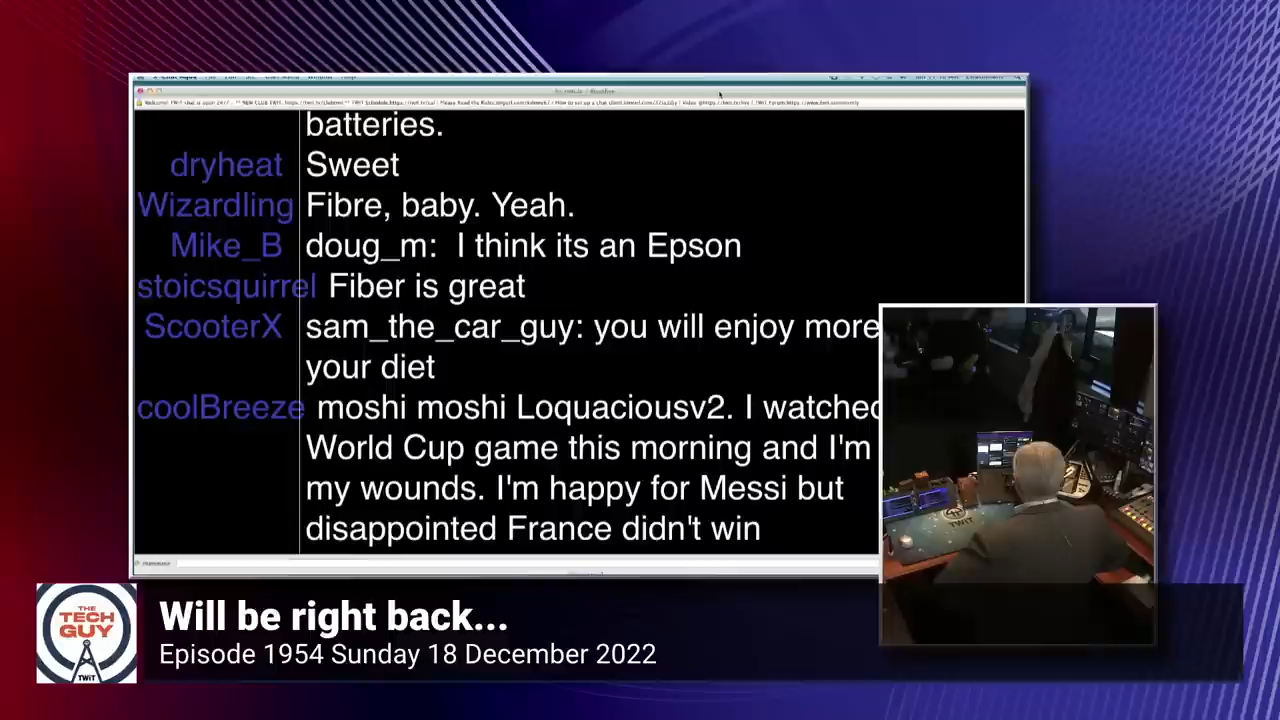 batteries.
dryheat Sweet
Wizardling Fibre, baby. Yeah.
Mike_B doug_m: I think its an Epson
stoicsquirrel Fiber is great
ScooterX sam_the_car_guy: you will enjoy more
your diet
coolBreeze moshi moshi Loquaciousv2. I watched
World Cup game this morning and I'm
my wounds. I'm happy for Messi but
disappointed France didn't win
TWiT
THE
TECH
GUY
TWiT
Will be right back...
Episode 1954 Sunday 18 December 2022